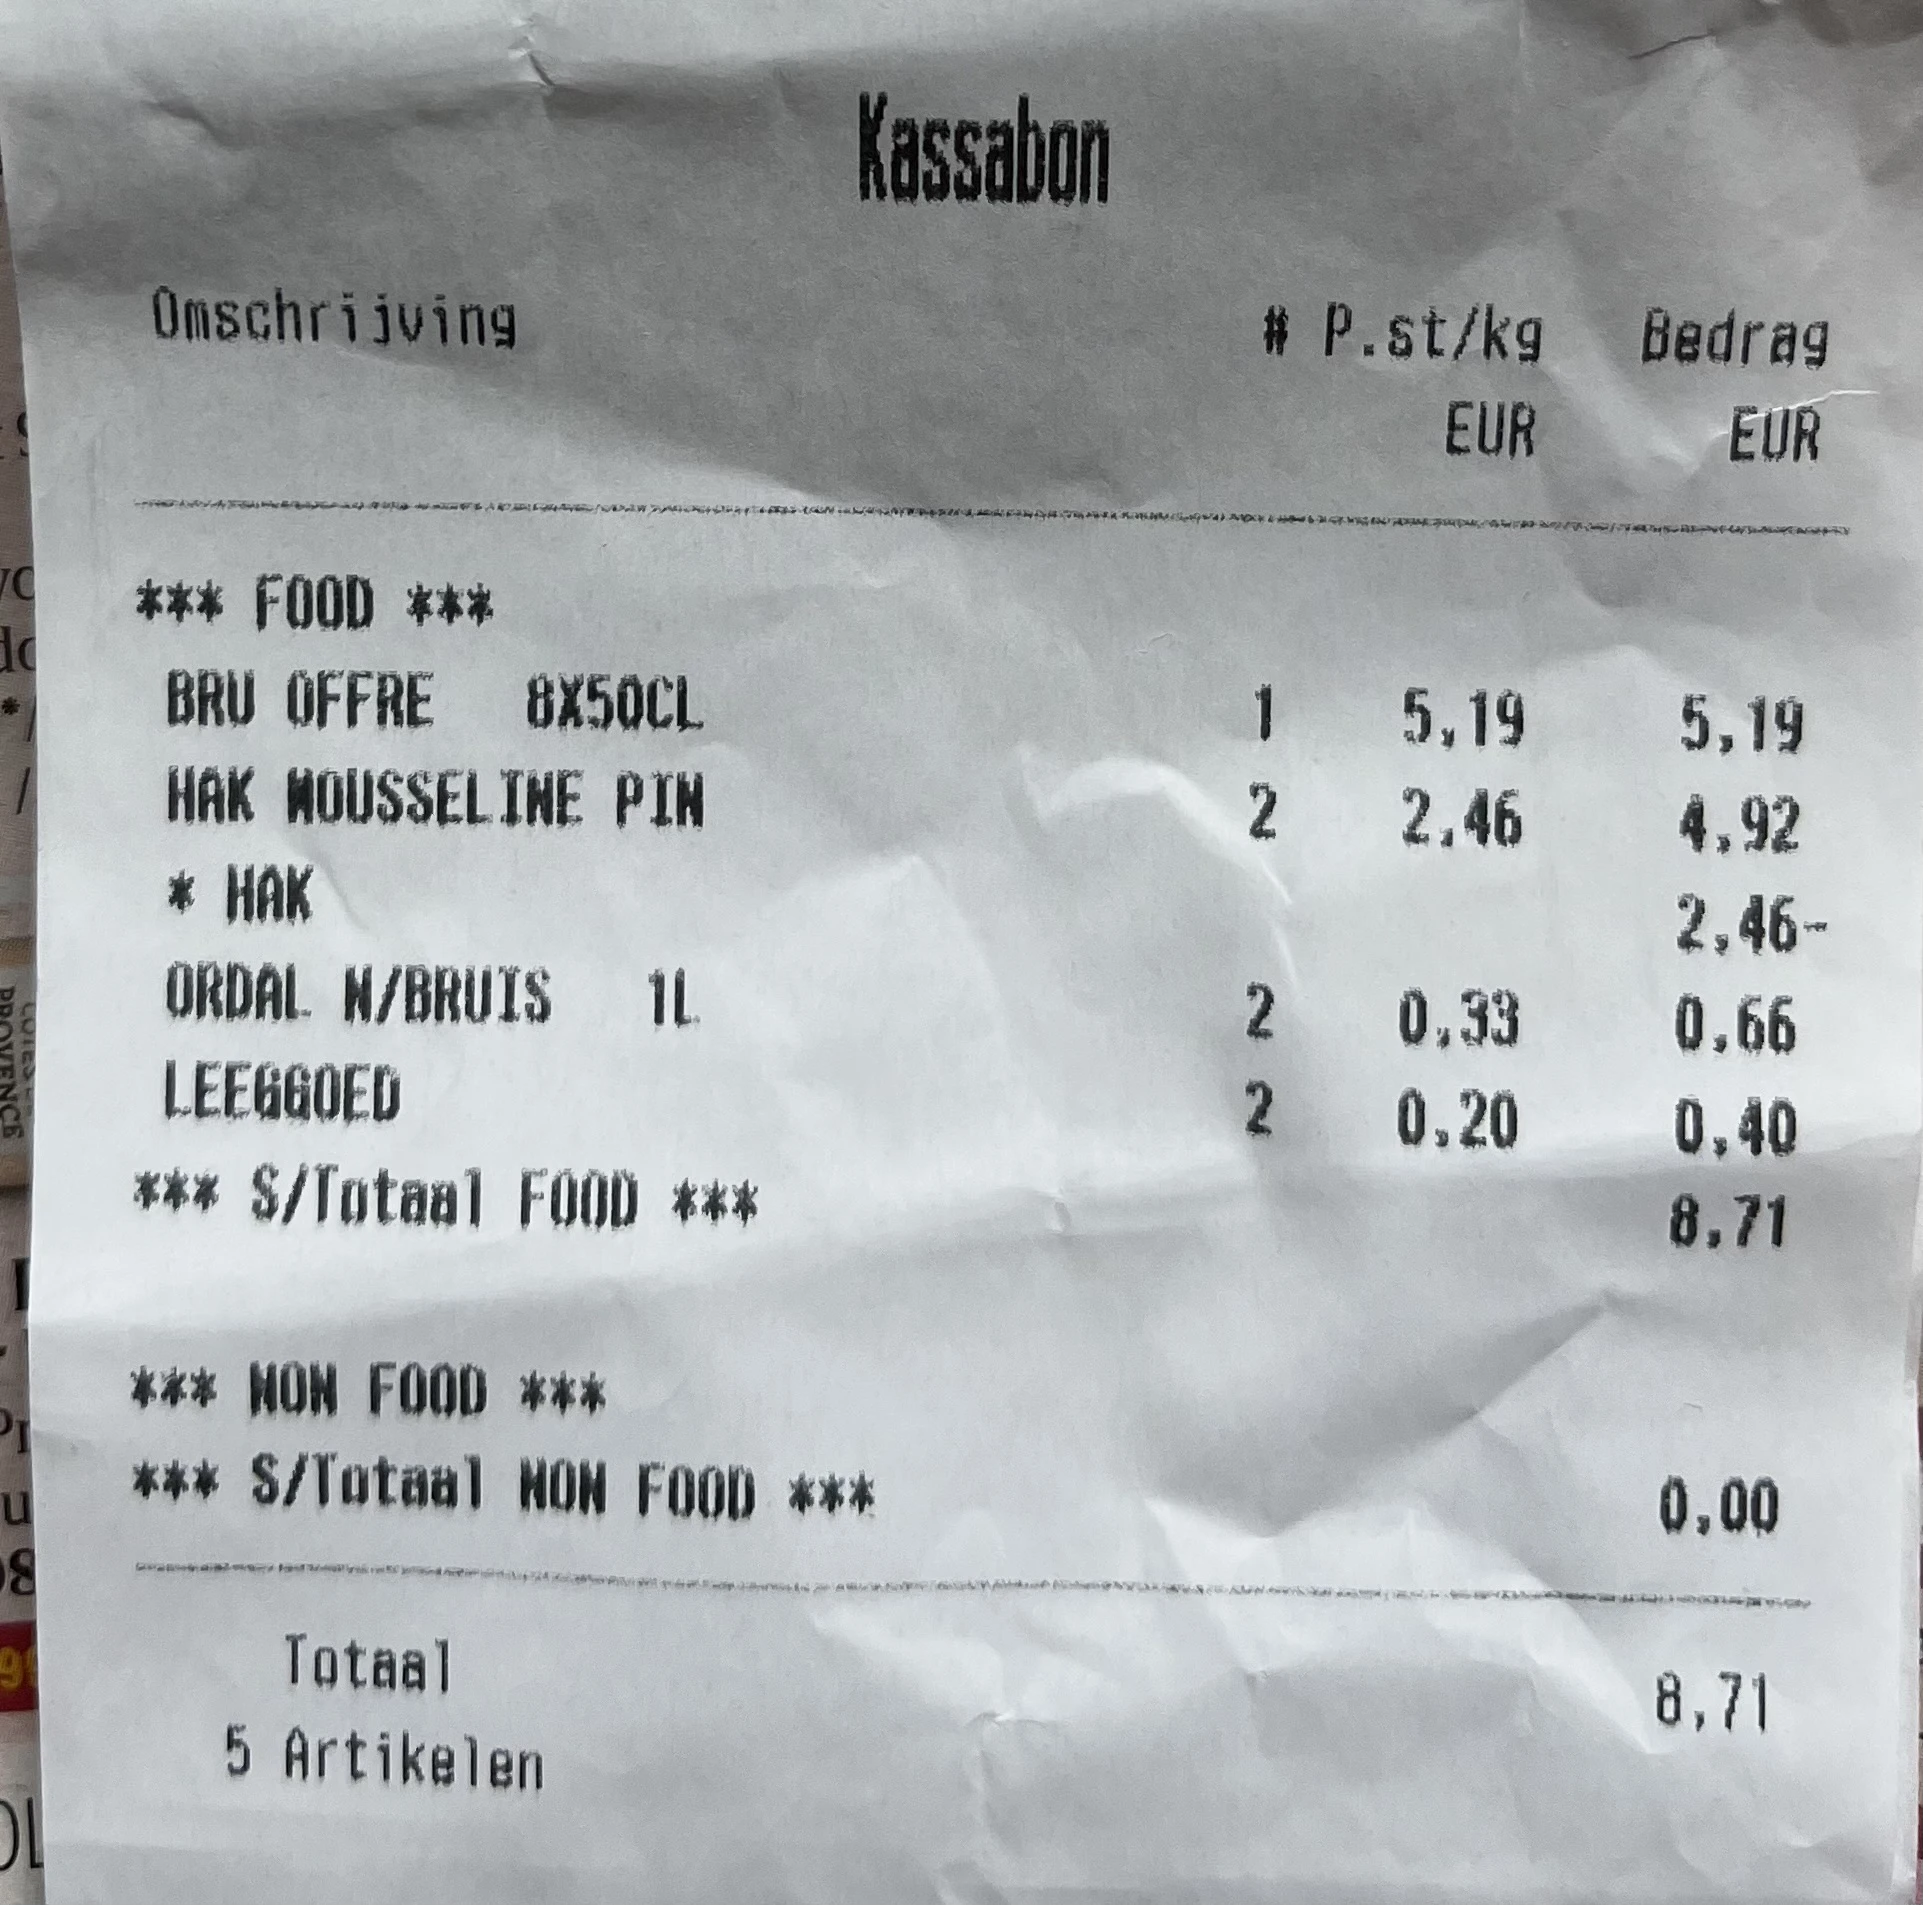 Kassabon
Omschrijving # P.st/kg Bedrag
EUR EUR
*** FOOD ***
BRU OFFRE 8X50CL 1 5,19 5,19
HAK MOUSSELINE PIN 2 2,46 4,92
* HAK 2,46-
ORDAL N/BRUIS 1L 2 0,33 0,66
LEEGGOED 2 0,20 0,40
*** S/Totaal FOOD *** 8,71
*** NON FOOD ***
*** S/Totaal NON FOOD *** 0,00
Totaal 8,71
5 Artikelen
PROVENCE